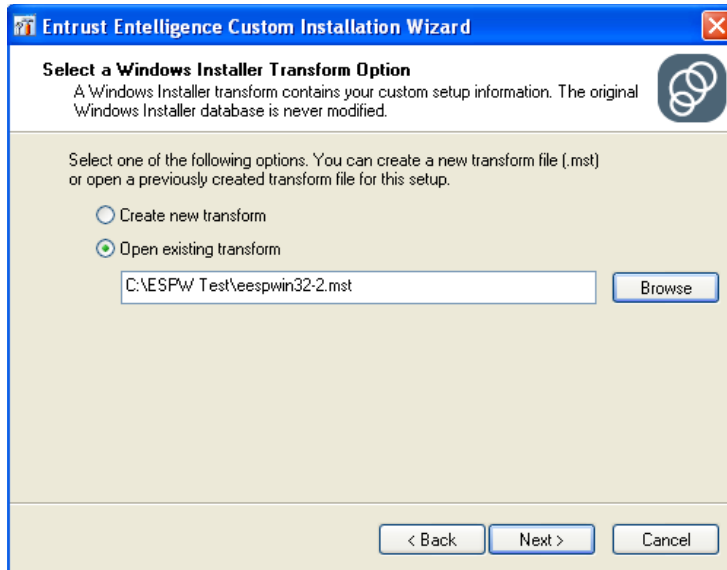 Entrust Entelligence Custom Installation Wizard
Select a Windows Installer Transform Option
A Windows Installer transform contains your custom setup information. The original
Windows Installer database is never modified.
Select one of the following options. You can create a new transform file (.mst)
or open a previously created transform file for this setup.
Create new transform
Open existing transform
C:\ESPW Test\eespwin32-2.mst
Browse
< Back
Next >
Cancel